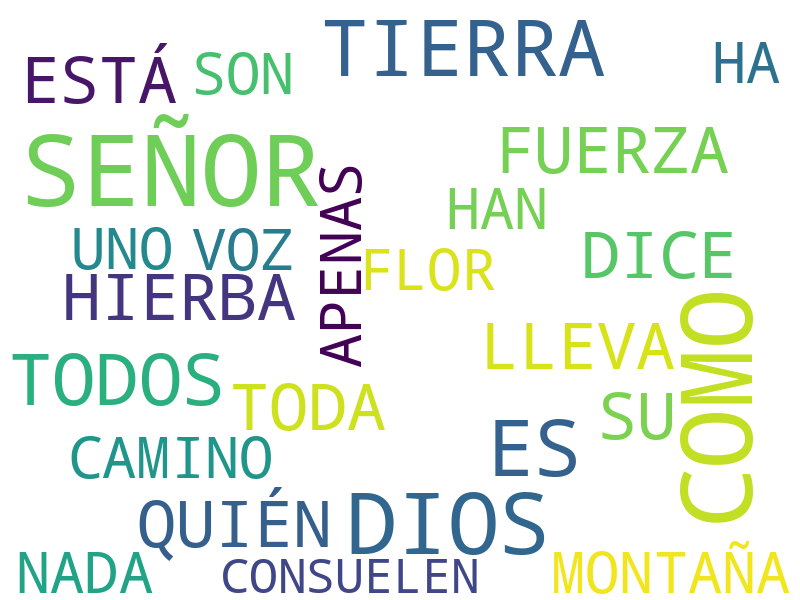 TIERRA
ESTÁ
SON
HA
SEÑOR
FUERZA
APENAS
HAN
UNO
VOZ
FLOR
DICE
HIERBA
COMO
LLEVA
TODOS
TODA
SU
CAMINO
ES
QUIÉN
DIOS
NADA
CONSUELEN
MONTAÑA